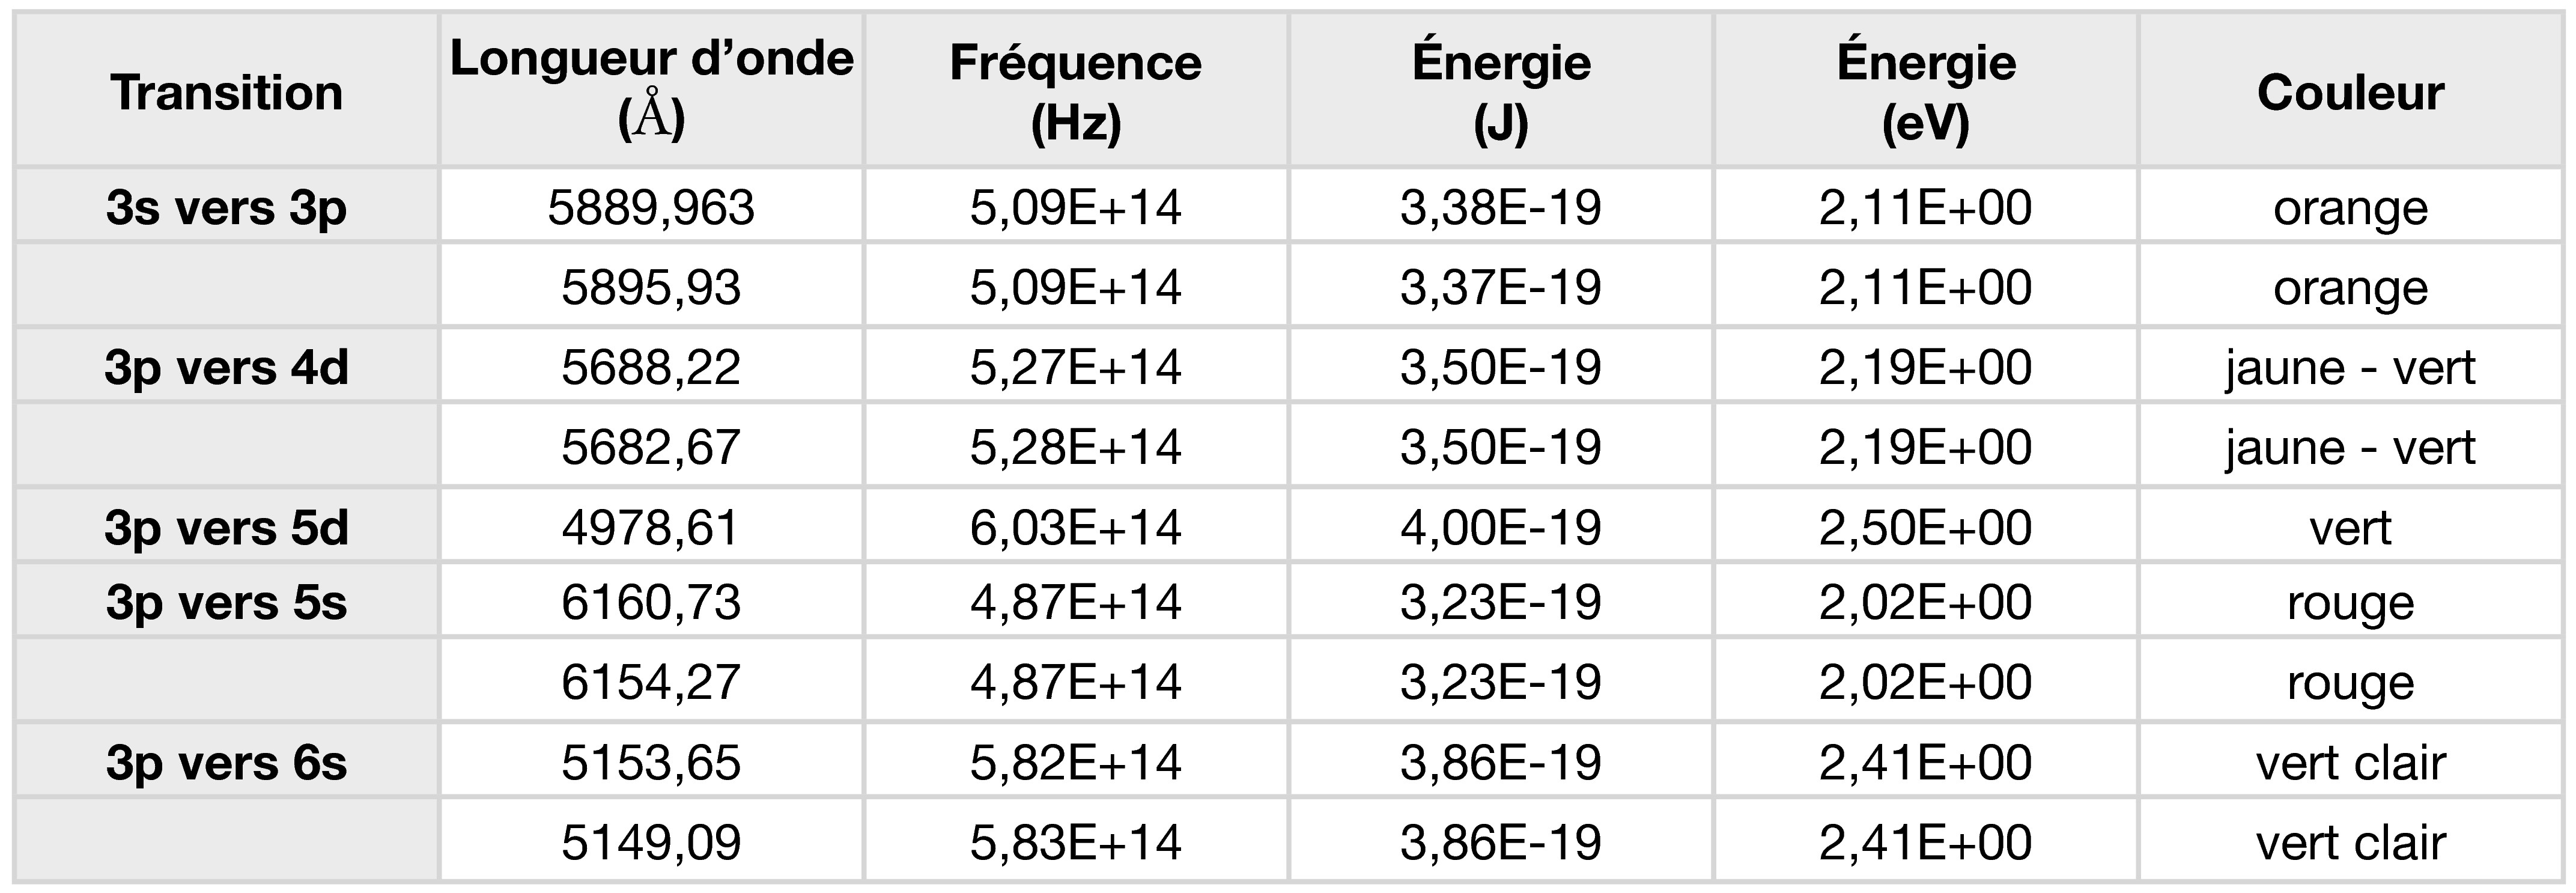 Transition Longueur d’onde (Å) Fréquence (Hz) Énergie (J) Énergie (eV) Couleur
3s vers 3p 5889,963 5,09E+14 3,38E-19 2,11E+00 orange
5895,93 5,09E+14 3,37E-19 2,11E+00 orange
3p vers 4d 5688,22 5,27E+14 3,50E-19 2,19E+00 jaune - vert
5682,67 5,28E+14 3,50E-19 2,19E+00 jaune - vert
3p vers 5d 4978,61 6,03E+14 4,00E-19 2,50E+00 vert
3p vers 5s 6160,73 4,87E+14 3,23E-19 2,02E+00 rouge
6154,27 4,87E+14 3,23E-19 2,02E+00 rouge
3p vers 6s 5153,65 5,82E+14 3,86E-19 2,41E+00 vert clair
5149,09 5,83E+14 3,86E-19 2,41E+00 vert clair